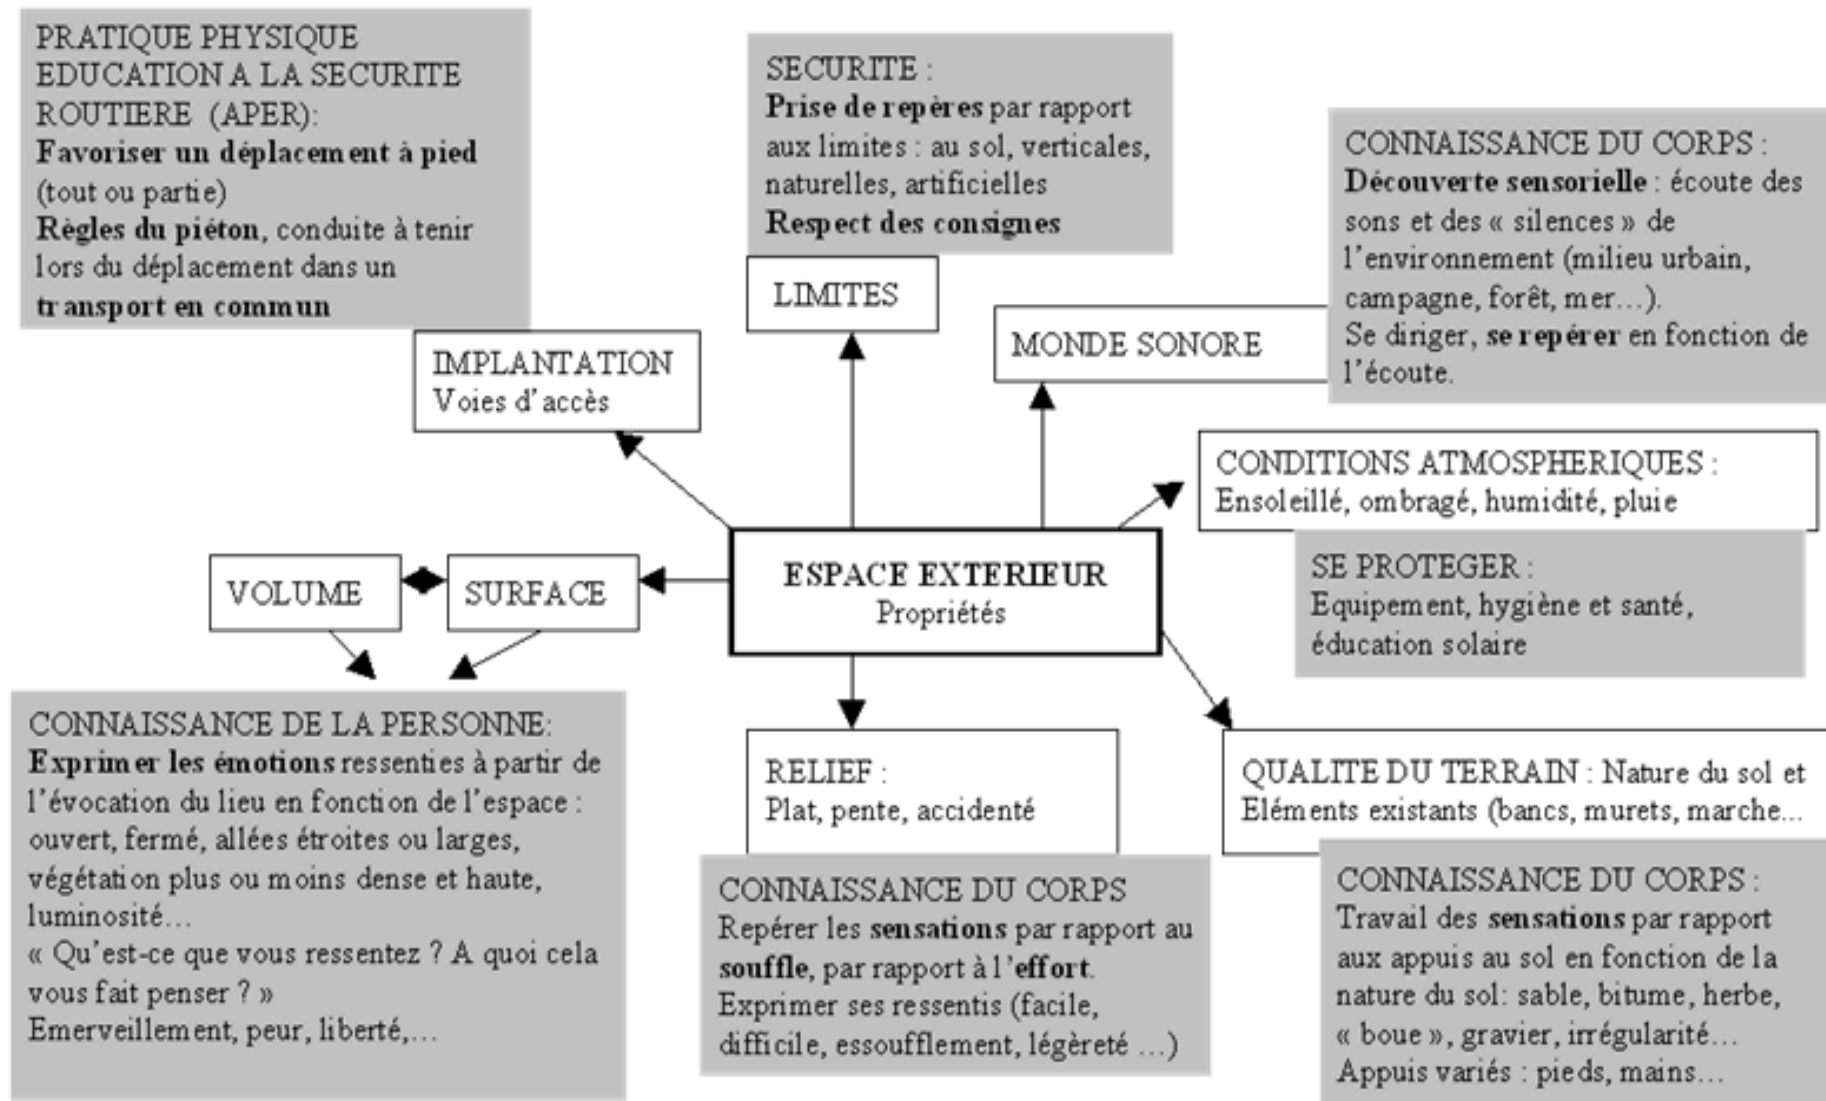 PRATIQUE PHYSIQUE
EDUCATION A LA SECURITE
ROUTIERE (APER):
Favoriser un déplacement à pied
(tout ou partie)
Règles du piéton, conduite à tenir
lors du déplacement dans un
transport en commun
IMPLANTATION
Voies d'accès
SECURITE :
Prise de repères par rapport
aux limites : au sol, verticales,
naturelles, artificielles
Respect des consignes
LIMITES
MONDE SONORE
CONNAISSANCE DU CORPS :
Découverte sensorielle : écoute des
sons et des « silences » de
l'environnement (milieu urbain,
campagne, forêt, mer…).
Se diriger, se repérer en fonction de
l'écoute.
CONDITIONS ATMOSPHERIQUES :
Ensoleillé, ombragé, humidité, pluie
SE PROTEGER :
Equipement, hygiène et santé,
éducation solaire
VOLUME
SURFACE
ESPACE EXTERIEUR
Propriétés
CONNAISSANCE DE LA PERSONNE:
Exprimer les émotions ressenties à partir de
l'évocation du lieu en fonction de l'espace :
ouvert, fermé, allées étroites ou larges,
végétation plus ou moins dense et haute,
luminosité…
« Qu'est-ce que vous ressentez ? A quoi cela
vous fait penser ? »
Emerveillement, peur, liberté,…
RELIEF :
Plat, pente, accidenté
CONNAISSANCE DU CORPS
Repérer les sensations par rapport au
souffle, par rapport à l'effort.
Exprimer ses ressentis (facile,
difficile, essoufflement, légèreté …)
QUALITE DU TERRAIN : Nature du sol et
Eléments existants (bancs, murets, marche...
CONNAISSANCE DU CORPS :
Travail des sensations par rapport
aux appuis au sol en fonction de la
nature du sol: sable, bitume, herbe,
« boue », gravier, irrégularité…
Appuis variés : pieds, mains…